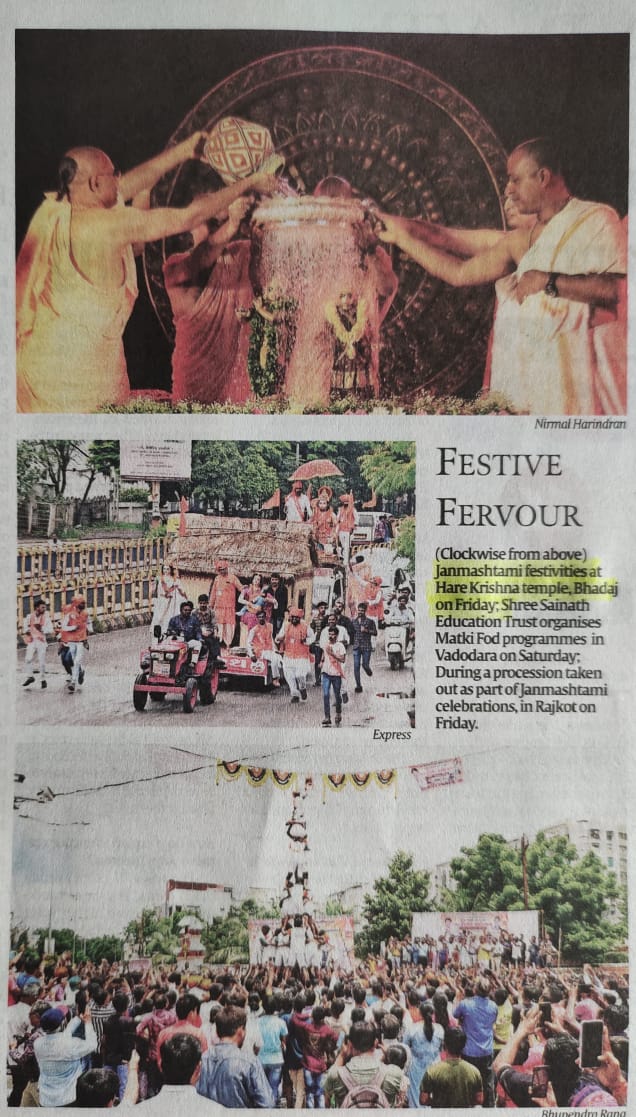 Nirmal Harindran
FESTIVE
FERVOUR
(Clockwise from above)
Janmashtami festivities at
Hare Krishna temple, Bhadaj
on Friday; Shree Sainath
Education Trust organises
Matki Fod programmes in
Vadodara on Saturday;
During a procession taken
out as part of Janmashtami
celebrations, in Rajkot on
Friday.
Express
Bhupendra Rana